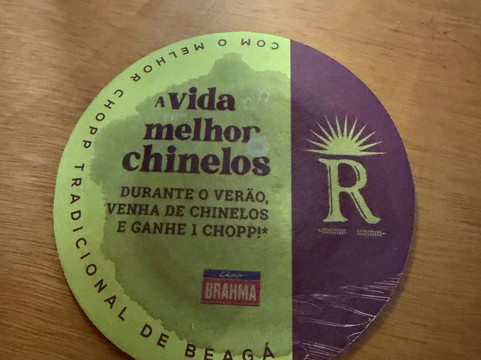 COM O MELHOR CHOPP TRADICIONAL DE BEAGÁ
A vida
melhor
chinelos
DURANTE O VERÃO,
VENHA DE CHINELOS
E GANHE 1 CHOPP!*
Chopp
BRAHMA
R